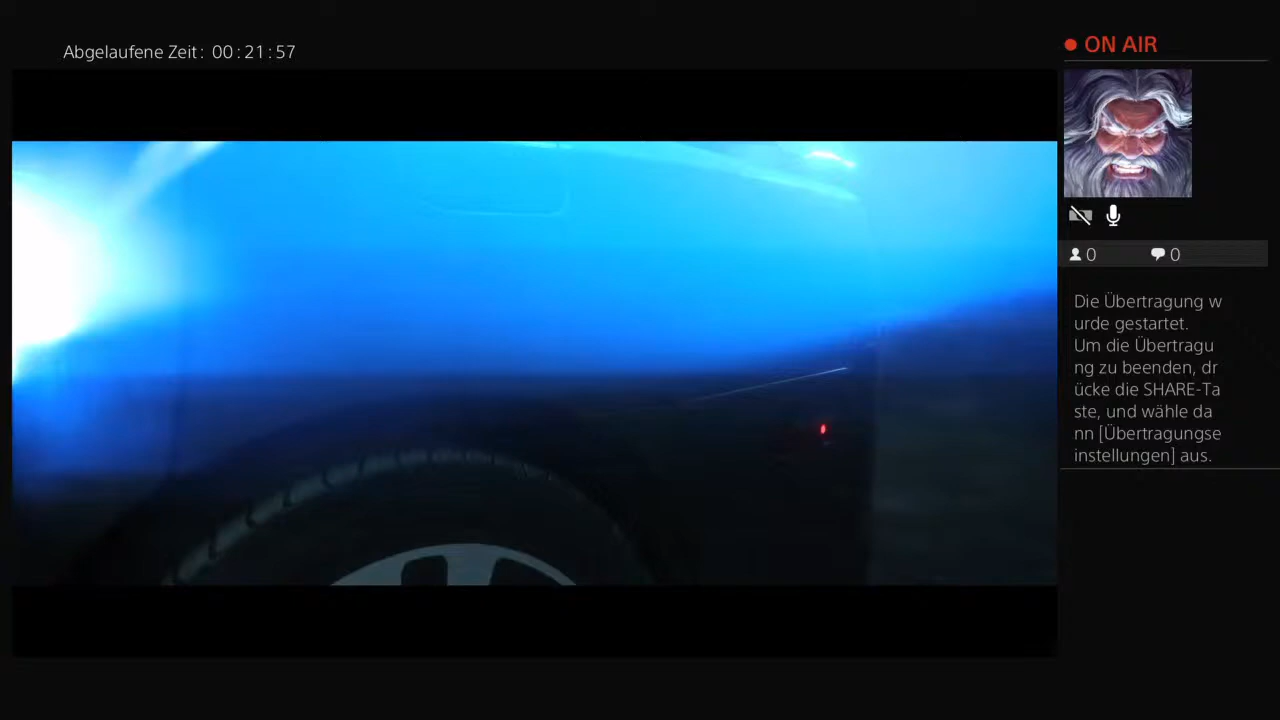 Abgelaufene Zeit: 00:21:57
ON AIR
0
0
Die Übertragung w
urde gestartet.
Um die Übertragu
ng zu beenden, dr
ücke die SHARE-Ta
ste, und wähle da
nn [Übertragungse
instellungen] aus.